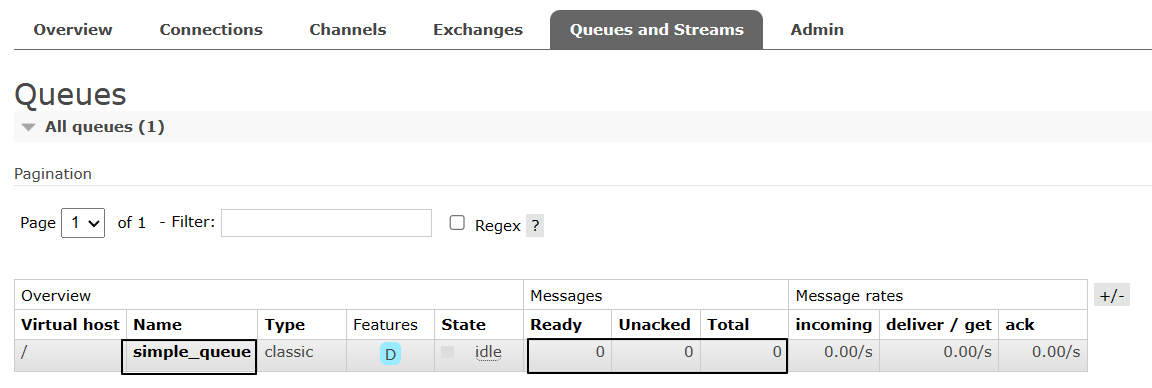 Overview Connections Channels Exchanges Queues and Streams Admin
Queues
All queues (1)
Pagination
Page 1 of 1 - Filter: Regex ?
Overview Messages Message rates +/-
Virtual host Name Type Features State Ready Unacked Total incoming deliver / get ack
/ simple_queue classic D idle 0 0 0 0.00/s 0.00/s 0.00/s